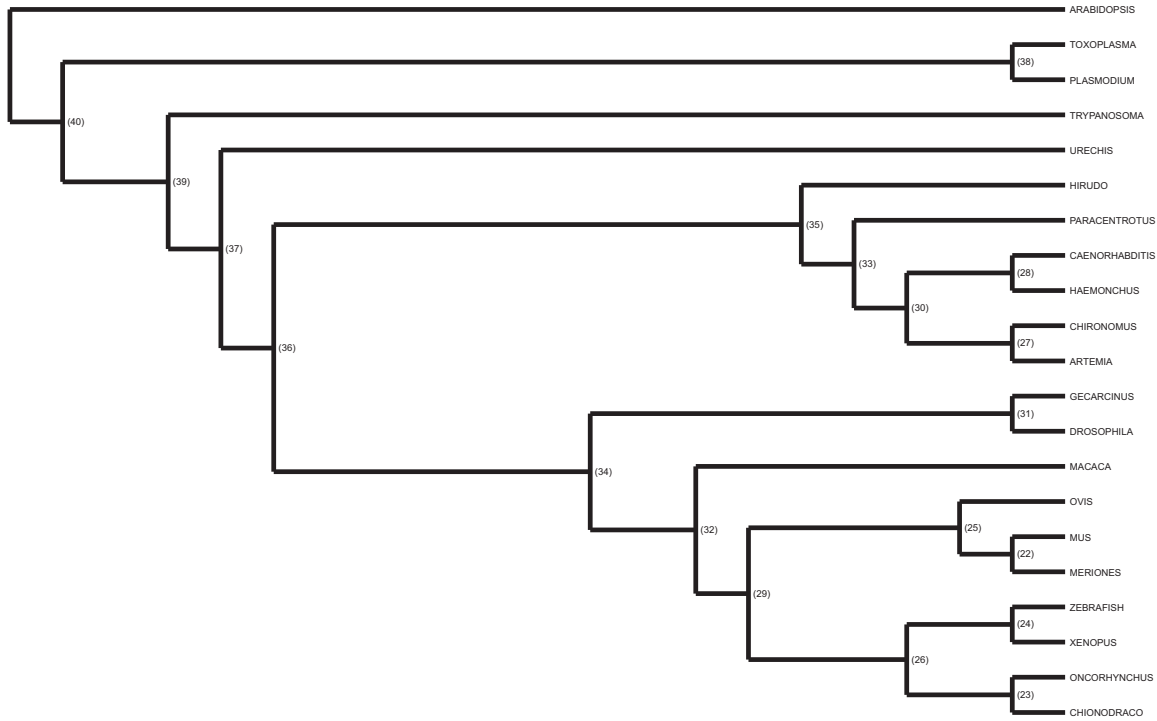 ARABIDOPSIS
TOXOPLASMA
(38)
PLASMODIUM
TRYPANOSOMA
(40)
URECHIS
(39)
HIRUDO
PARACENTROTUS
(35)
(37)
CAENORHABDITIS
(33)
(28)
HAEMONCHUS
(30)
CHIRONOMUS
(27)
(36)
ARTEMIA
GECARCINUS
(31)
DROSOPHILA
MACACA
(34)
OVIS
(25)
(32)
MUS
(22)
MERIONES
(29)
ZEBRAFISH
(24)
XENOPUS
(26)
ONCORHYNCHUS
(23)
CHIONODRACO